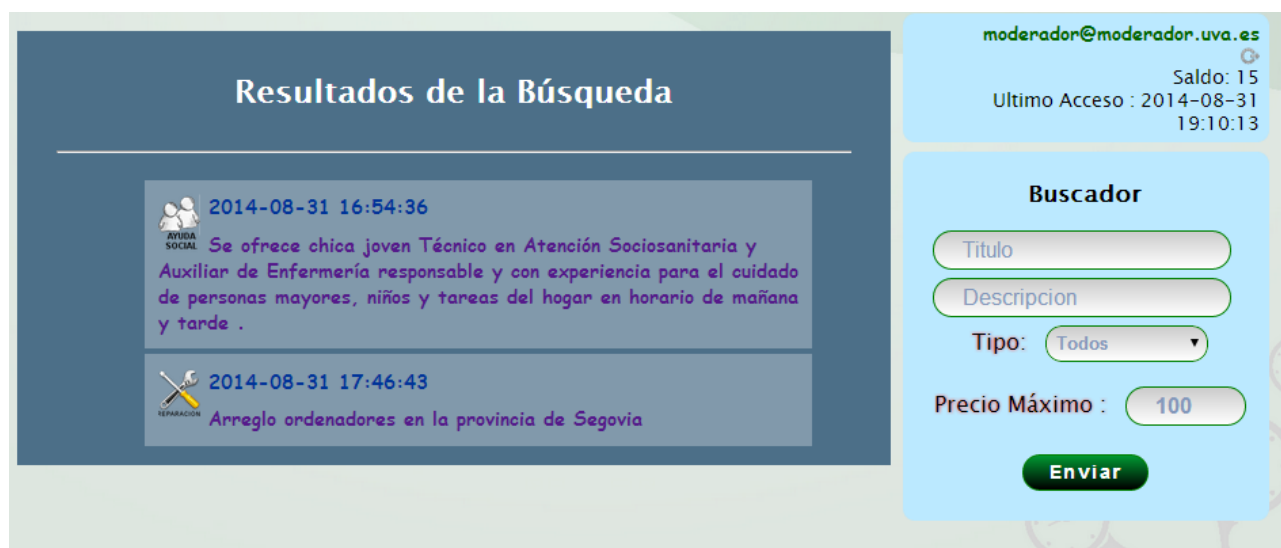 Resultados de la Búsqueda
AYUDA
SOCIAL
2014-08-31 16:54:36
Se ofrece chica joven Técnico en Atención Sociosanitaria y
Auxiliar de Enfermería responsable y con experiencia para el cuidado
de personas mayores, niños y tareas del hogar en horario de mañana
y tarde .
2014-08-31 17:46:43
REPARACION
Arreglo ordenadores en la provincia de Segovia
moderador@moderador.uva.es
Saldo: 15
Ultimo Acceso : 2014-08-31
19:10:13
Buscador
Titulo
Descripcion
Tipo: Todos
Precio Máximo : 100
Enviar